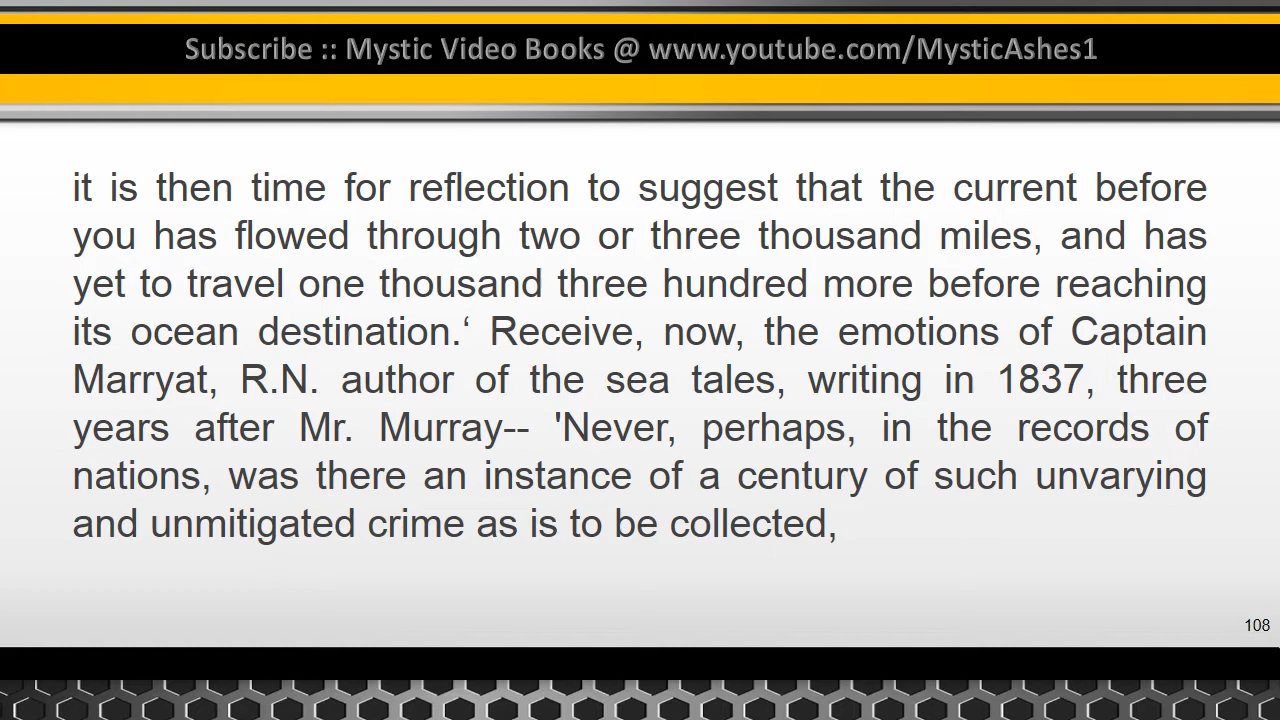 Subscribe :: Mystic Video Books @ www.youtube.com/MysticAshes1
it is then time for reflection to suggest that the current before
you has flowed through two or three thousand miles, and has
yet to travel one thousand three hundred more before reaching
its ocean destination.‘ Receive, now, the emotions of Captain
Marryat, R.N. author of the sea tales, writing in 1837, three
years after Mr. Murray-- 'Never, perhaps, in the records of
nations, was there an instance of a century of such unvarying
and unmitigated crime as is to be collected,
108